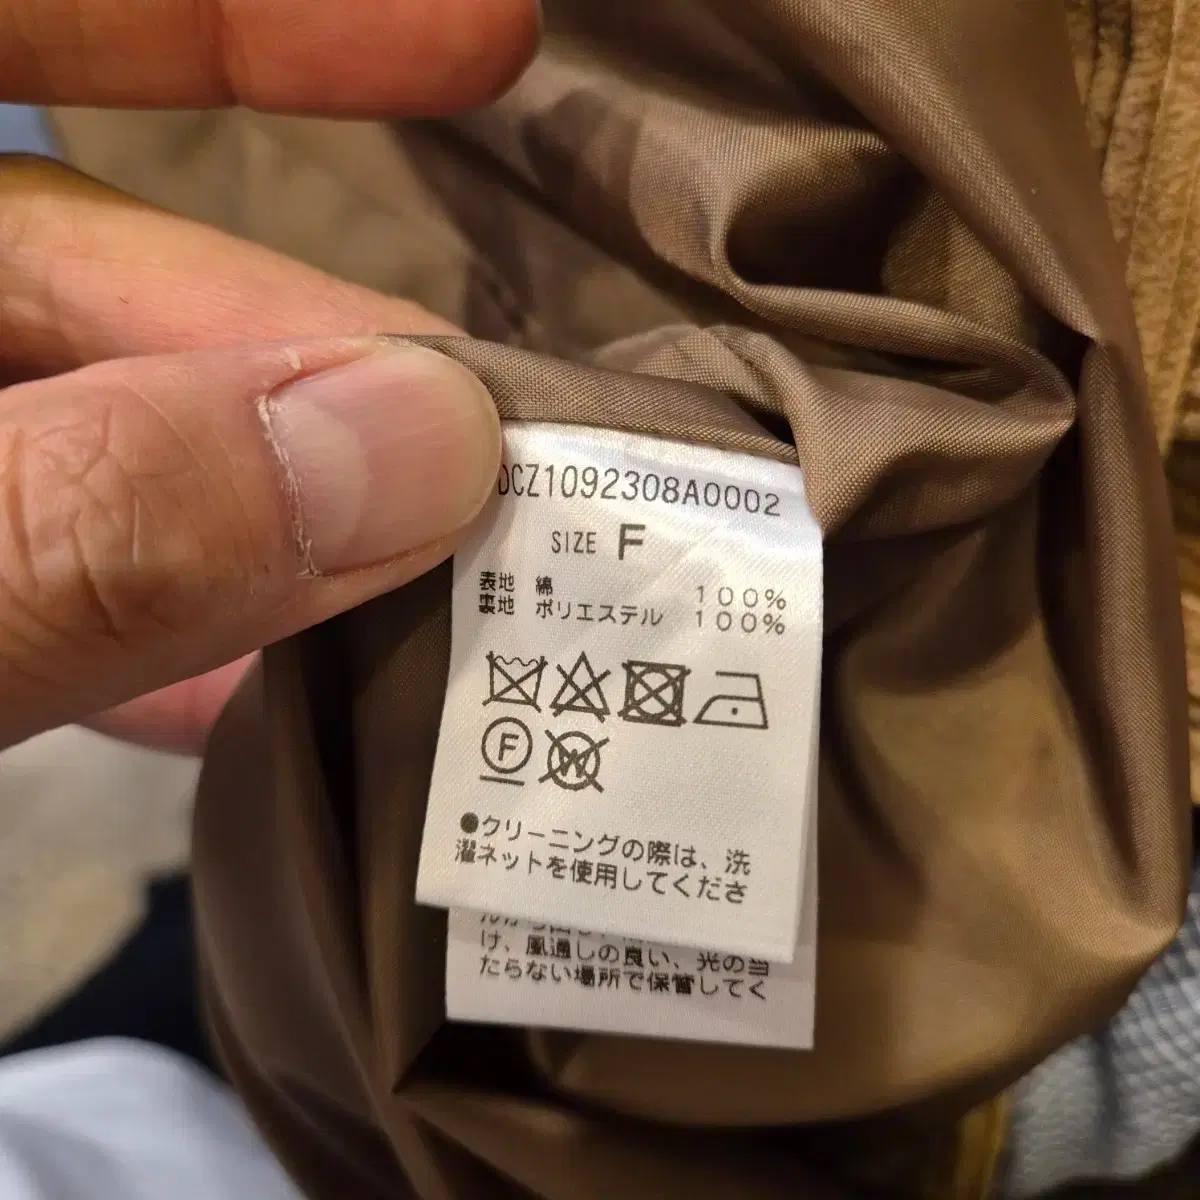 DCZ1092308A0002
SIZE F
表地 綿 100%
裏地 ポリエステル 100%
F
W
●クリーニングの際は、洗
濯ネットを使用してくださ
け、風通しの良い、光の当
たらない場所で保管してく